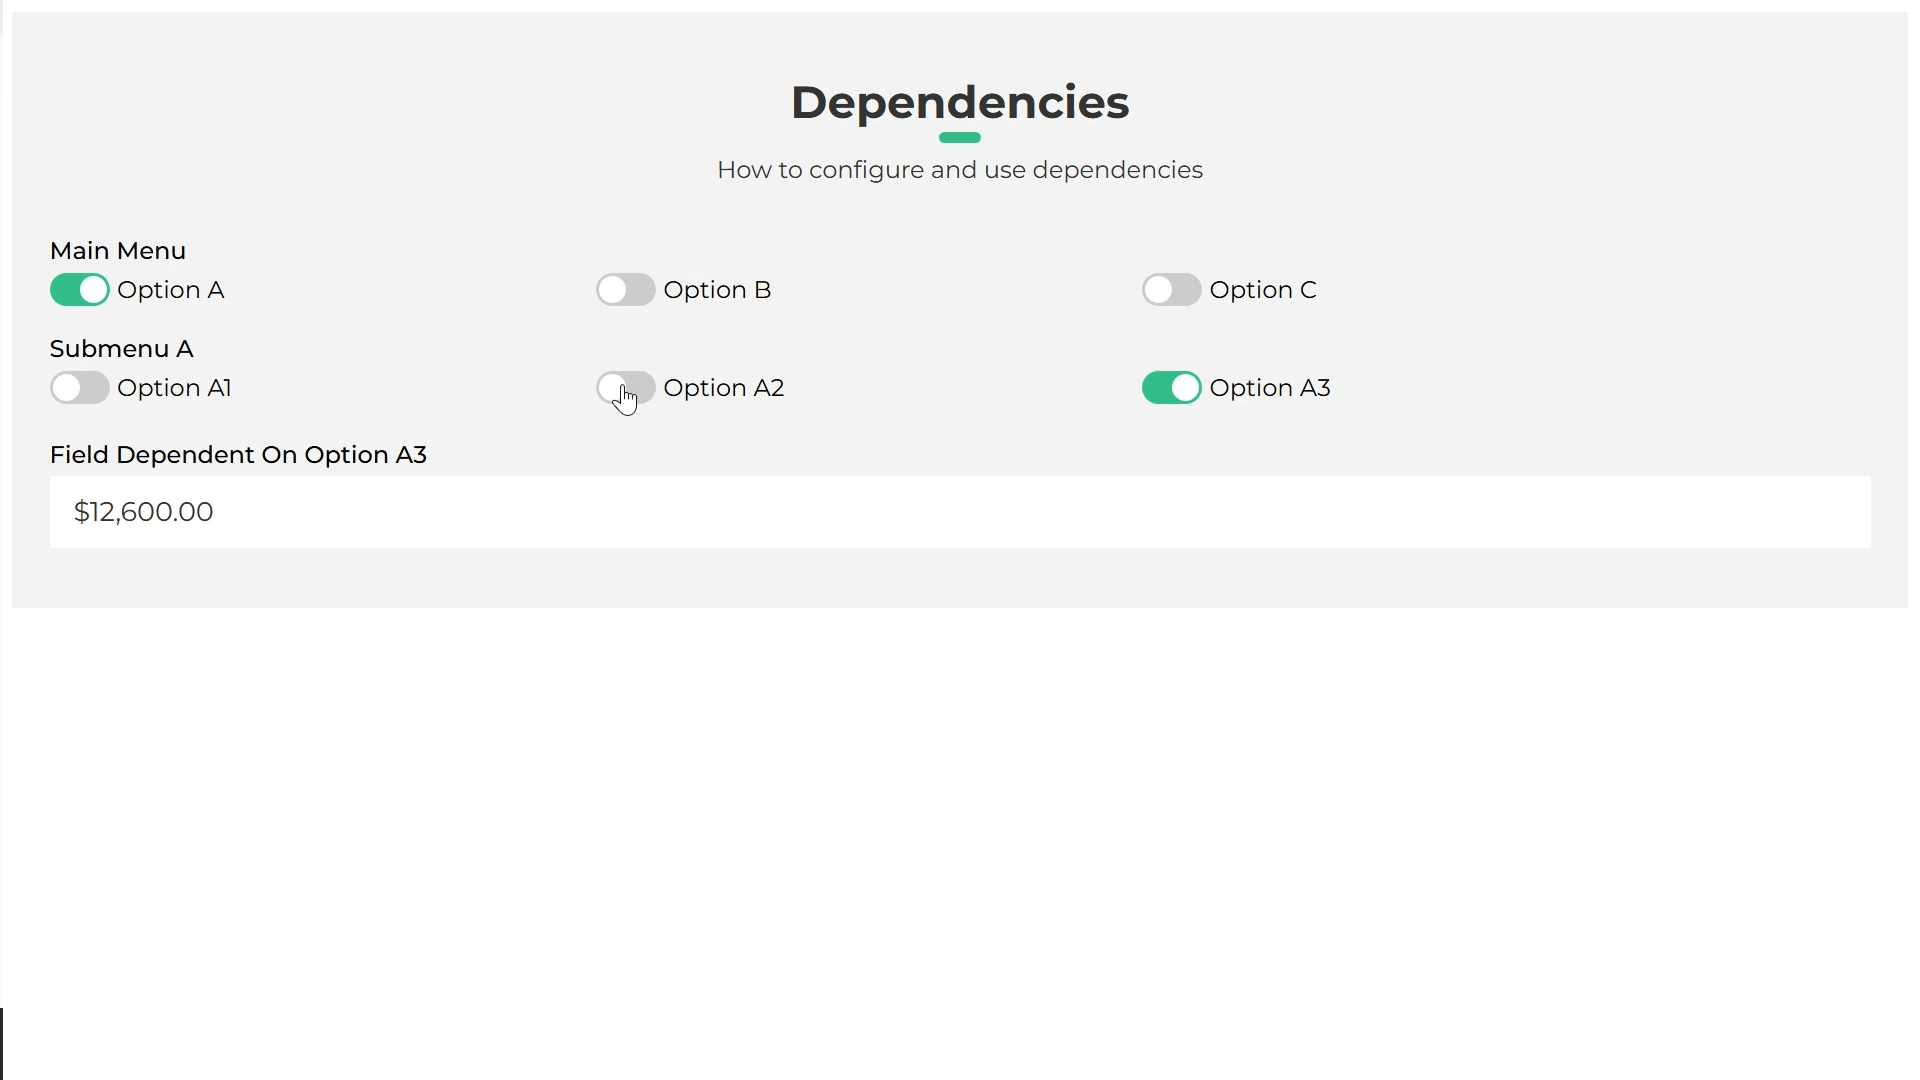 Dependencies
How to configure and use dependencies
Main Menu
Option A
Option B
Option C
Submenu A
Option A1
Option A2
Option A3
Field Dependent On Option A3
$12,600.00